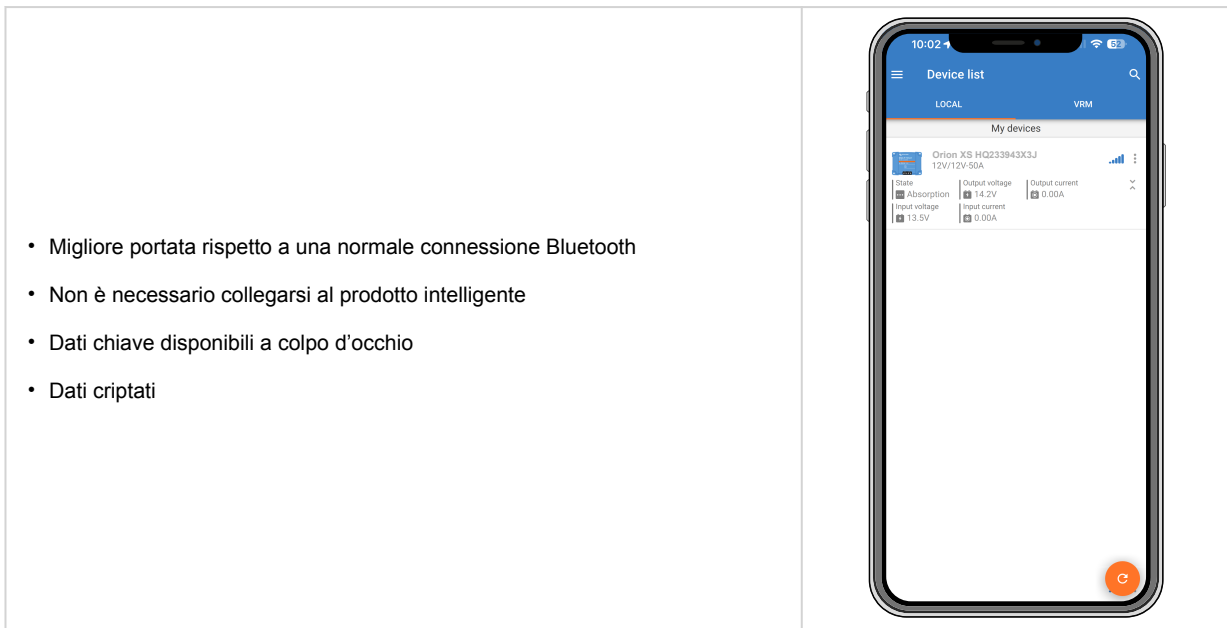 • Migliore portata rispetto a una normale connessione Bluetooth
• Non è necessario collegarsi al prodotto intelligente
• Dati chiave disponibili a colpo d'occhio
• Dati criptati
10:02
52
Device list
LOCAL VRM
My devices
Orion XS HQ233943X3J
12V/12V-50A
State Output voltage Output current
Absorption 14.2V 0.00A
Input voltage Input current
13.5V 0.00A